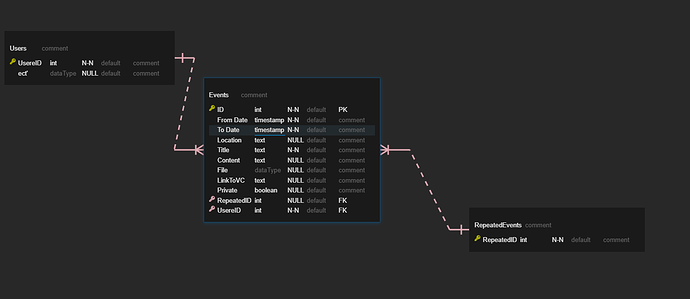 Users comment
UsereID int N-N default comment
ect' dataType NULL default comment
Events comment
ID int N-N default PK
From Date timestamp N-N default comment
To Date timestamp N-N default comment
Location text NULL default comment
Title text N-N default comment
Content text NULL default comment
File dataType NULL default comment
LinkToVC text NULL default comment
Private boolean NULL default comment
RepeatedID int NULL default FK
UsereID int N-N default FK
RepeatedEvents comment
RepeatedID int N-N default comment